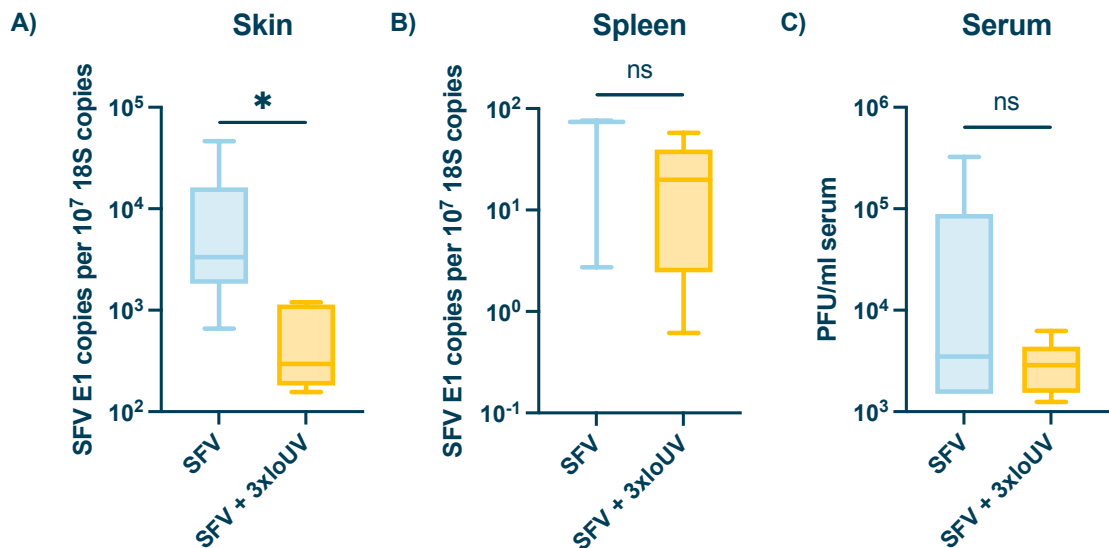 A)
Skin
SFV E1 copies per 10⁷ 18S copies
10⁵
10⁴
10³
10²
*
SFV
SFV + 3xloUV
B)
Spleen
SFV E1 copies per 10⁷ 18S copies
10²
10¹
10⁰
10⁻¹
ns
SFV
SFV + 3xloUV
C)
Serum
PFU/ml serum
10⁶
10⁵
10⁴
10³
ns
SFV
SFV + 3xloUV